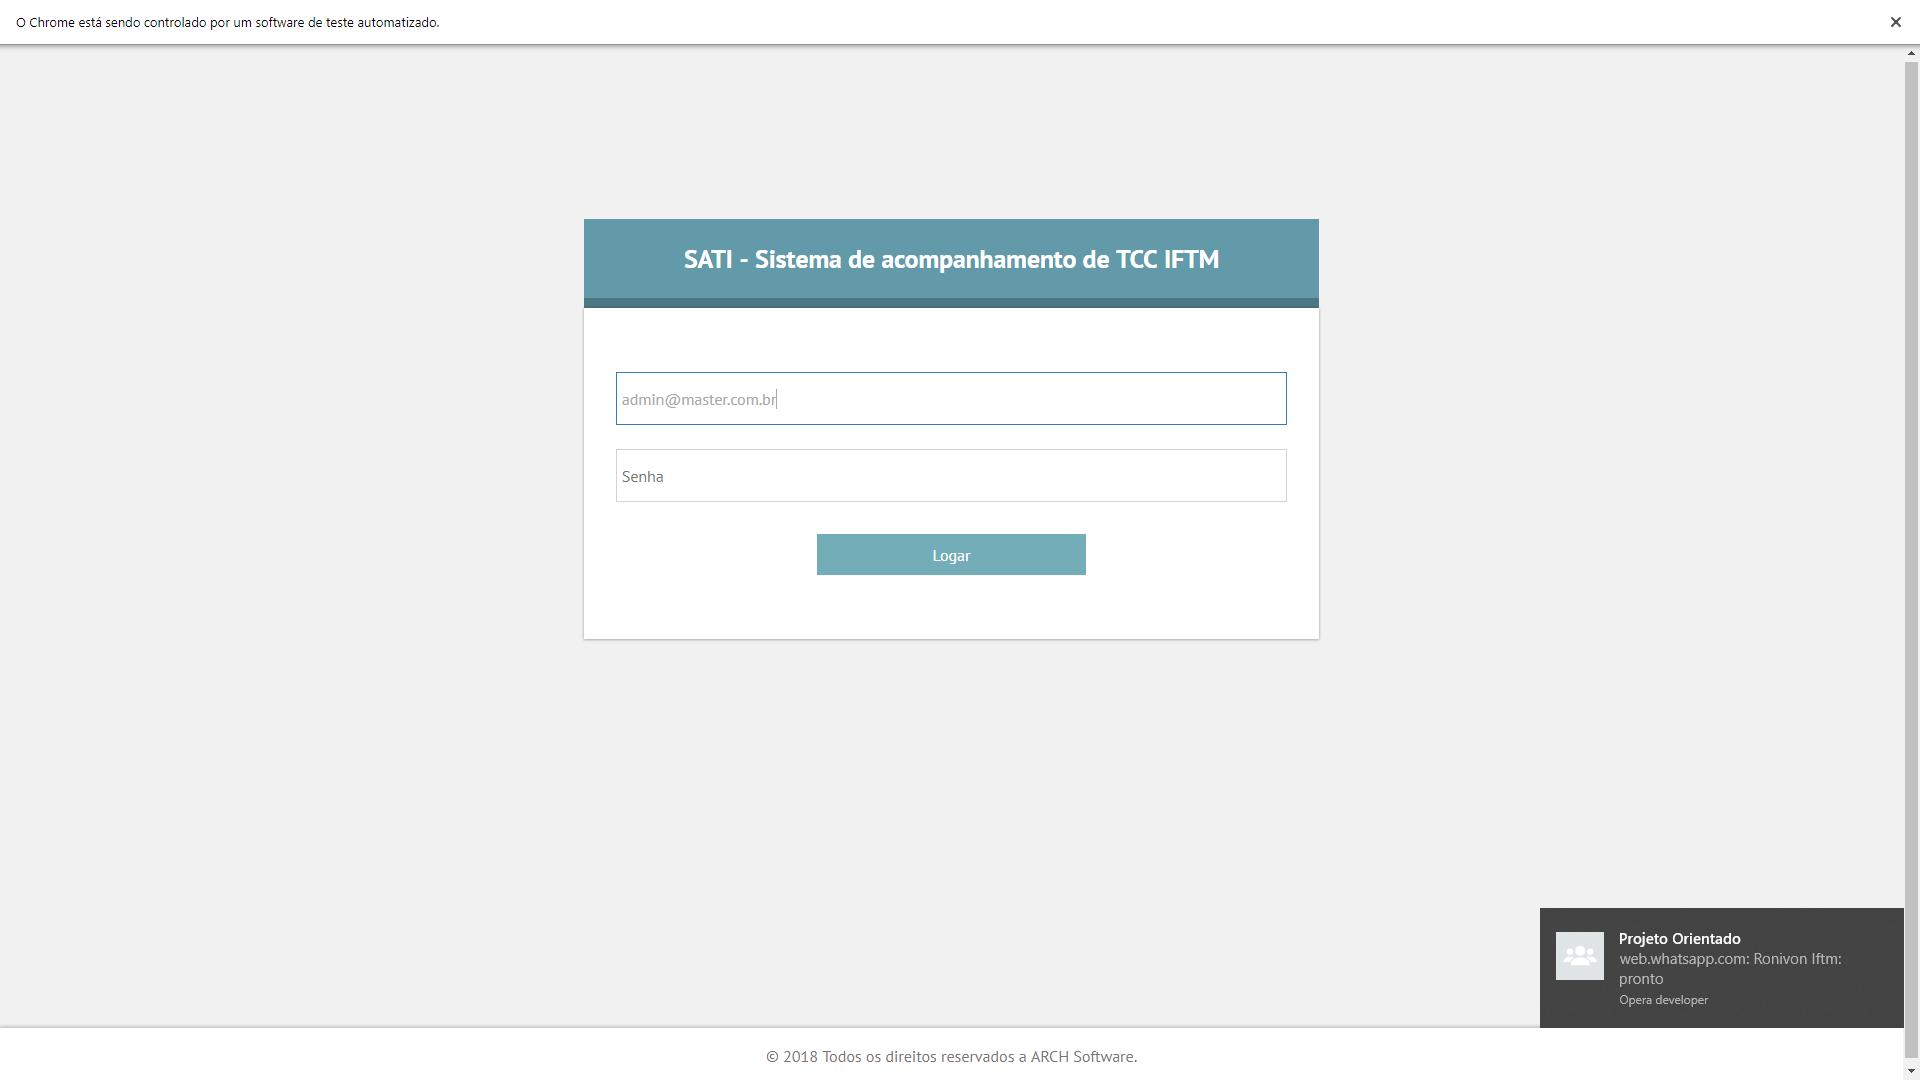 O Chrome está sendo controlado por um software de teste automatizado.
SATI - Sistema de acompanhamento de TCC IFTM
admin@master.com.br
Senha
Logar
Projeto Orientado
web.whatsapp.com: Ronivon Iftm:
pronto
Opera developer
© 2018 Todos os direitos reservados a ARCH Software.